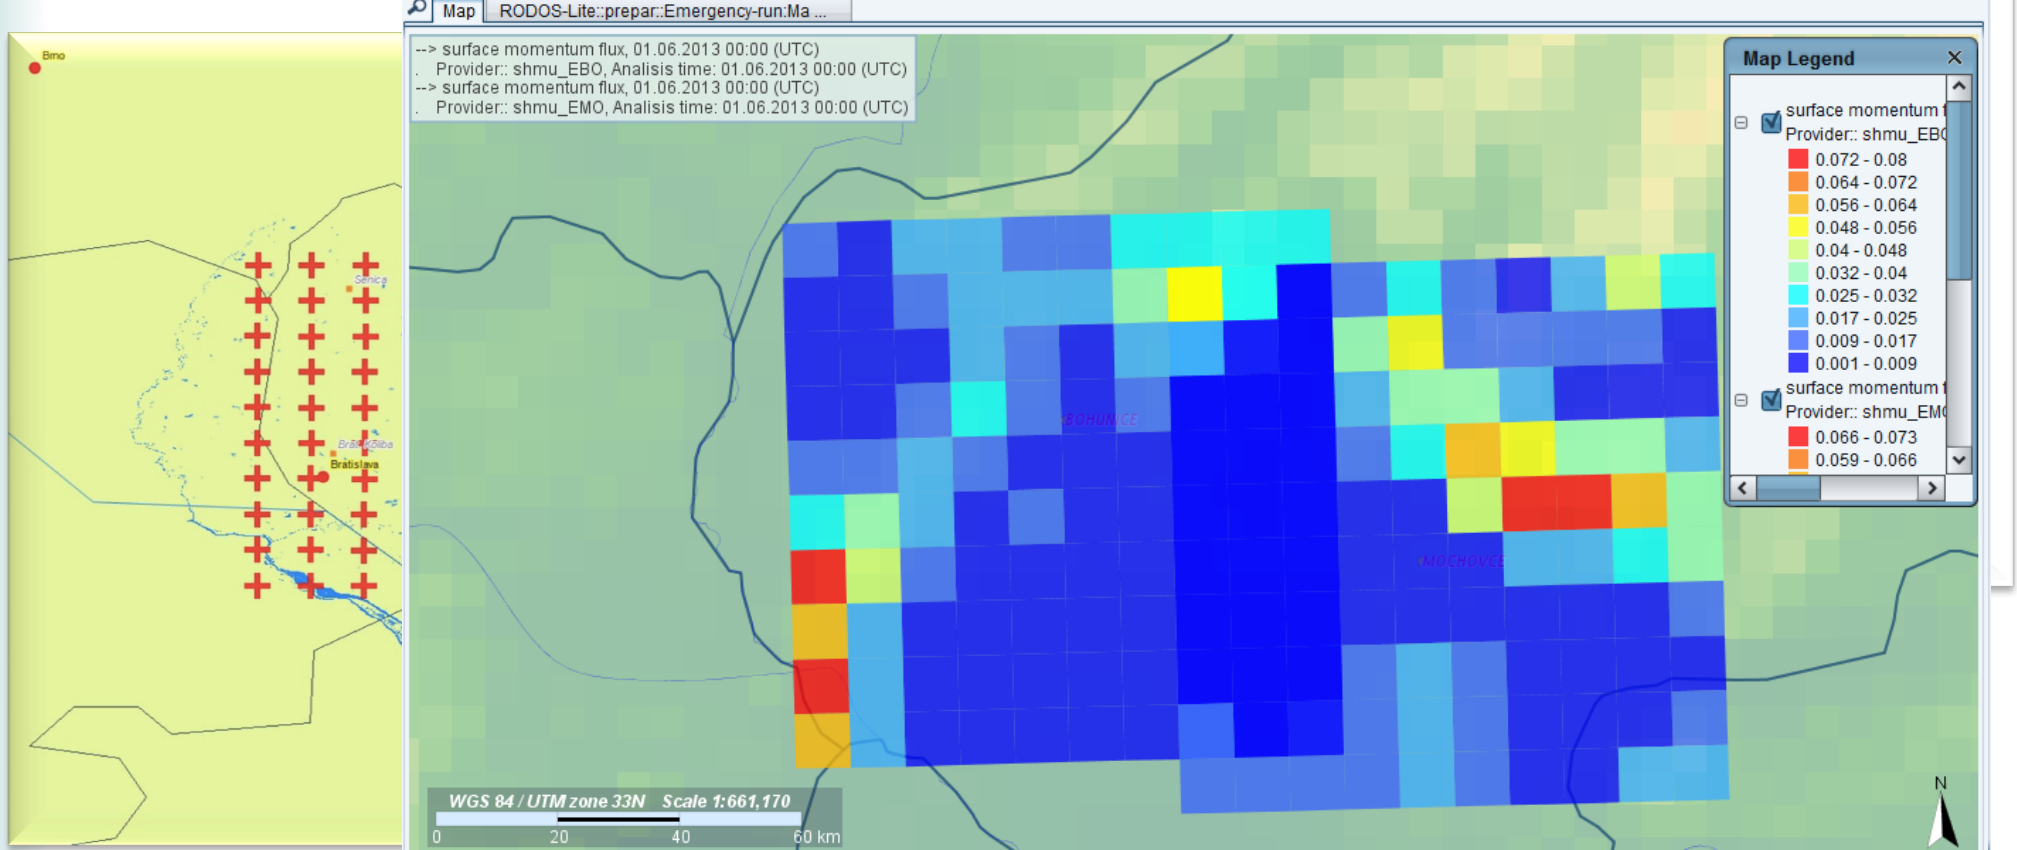 Brno
Senica
Brat. Koliba
Bratislava
Map
RODOS-Lite::prepar::Emergency-run:Ma ...
--> surface momentum flux, 01.06.2013 00:00 (UTC)
. Provider:: shmu_EBO, Analisis time: 01.06.2013 00:00 (UTC)
--> surface momentum flux, 01.06.2013 00:00 (UTC)
. Provider:: shmu_EMO, Analisis time: 01.06.2013 00:00 (UTC)
BOHUNICE
MOCHOVCE
WGS 84 / UTM zone 33N Scale 1:661,170
0 20 40 60 km
N
Map Legend
surface momentum f
Provider:: shmu_EBO
0.072 - 0.08
0.064 - 0.072
0.056 - 0.064
0.048 - 0.056
0.04 - 0.048
0.032 - 0.04
0.025 - 0.032
0.017 - 0.025
0.009 - 0.017
0.001 - 0.009
surface momentum f
Provider:: shmu_EMO
0.066 - 0.073
0.059 - 0.066